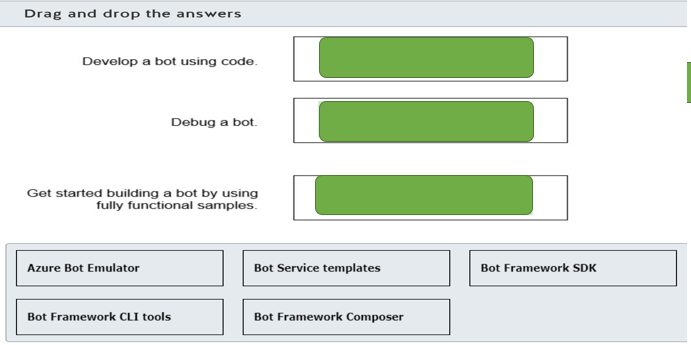 Drag and drop the answers
Develop a bot using code.
Debug a bot.
Get started building a bot by using
fully functional samples.
Azure Bot Emulator
Bot Service templates
Bot Framework SDK
Bot Framework CLI tools
Bot Framework Composer